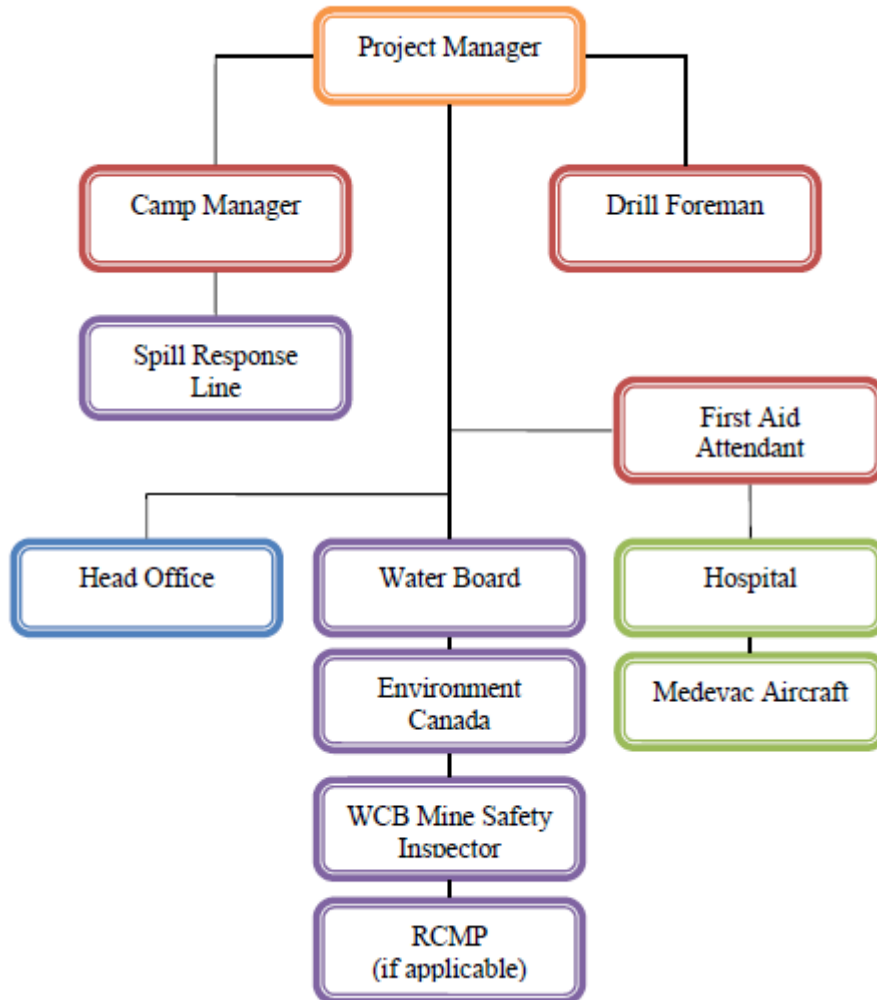 Project Manager
Camp Manager
Drill Foreman
Spill Response
Line
First Aid
Attendant
Head Office
Water Board
Hospital
Environment
Canada
Medevac Aircraft
WCB Mine Safety
Inspector
RCMP
(if applicable)